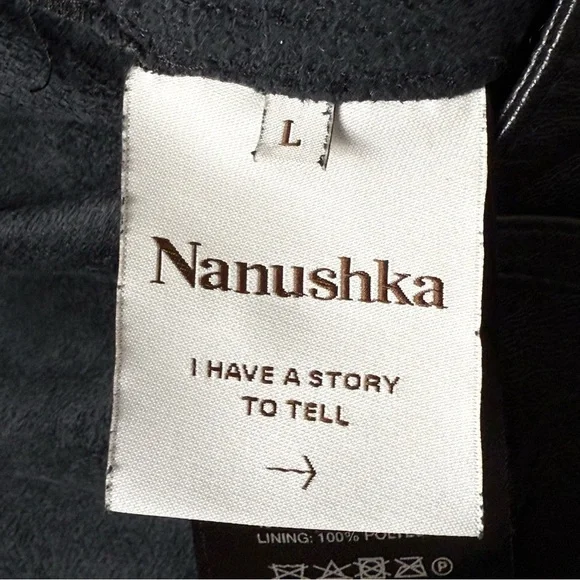 L
Nanushka
I HAVE A STORY
TO TELL
→
LINING: 100%